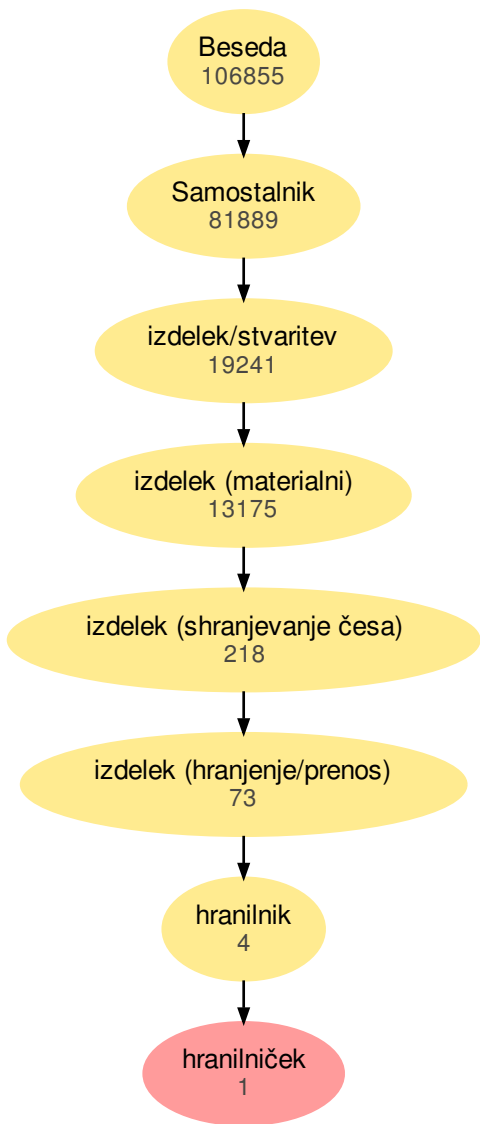 Beseda
106855
Samostalnik
81889
izdelek/stvaritev
19241
izdelek (materialni)
13175
izdelek (shranjevanje česa)
218
izdelek (hranjenje/prenos)
73
hranilnik
4
hranilniček
1